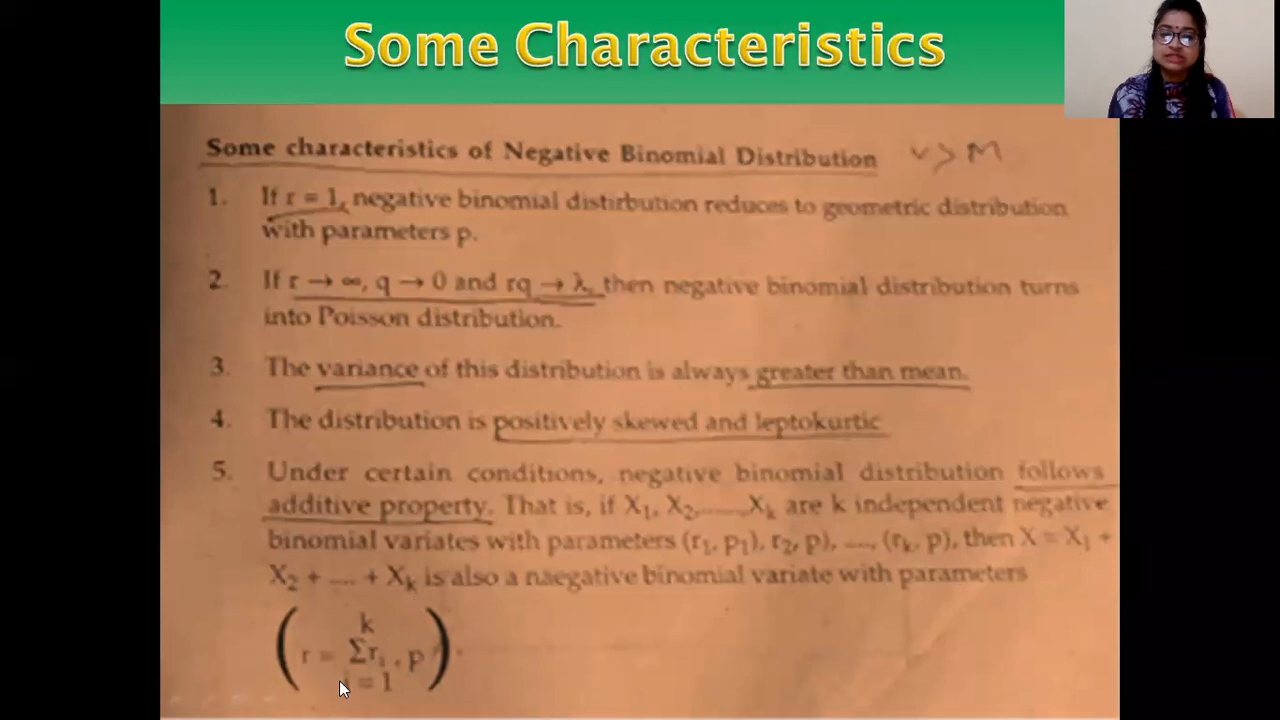 Some Characteristics
Some characteristics of Negative Binomial Distribution V > M
1. If r = 1, negative binomial distirbution reduces to geometric distribution
with parameters p.
2. If r → ∞, q → 0 and rq → λ, then negative binomial distribution turns
into Poisson distribution.
3. The variance of this distribution is always greater than mean.
4. The distribution is positively skewed and leptokurtic
5. Under certain conditions, negative binomial distribution follows
additive property. That is, if X₁, X₂,......Xₖ are k independent negative
binomial variates with parameters (r₁, p₁), r₂, p), ...., (rₖ, p), then X = X₁ +
X₂ + .... + Xₖ is also a naegative binomial variate with parameters
k
(r = Σrᵢ , p).
i = 1